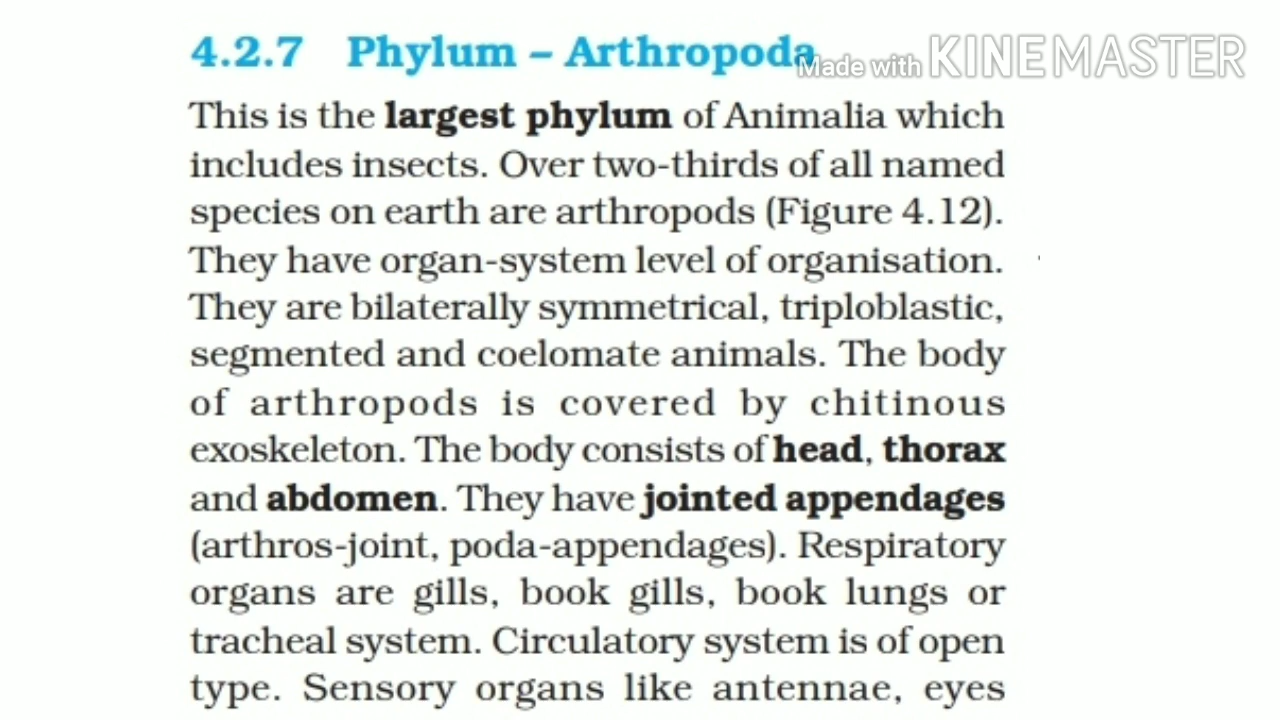 4.2.7 Phylum – Arthropoda
Made with KINEMASTER
This is the largest phylum of Animalia which
includes insects. Over two-thirds of all named
species on earth are arthropods (Figure 4.12).
They have organ-system level of organisation.
They are bilaterally symmetrical, triploblastic,
segmented and coelomate animals. The body
of arthropods is covered by chitinous
exoskeleton. The body consists of head, thorax
and abdomen. They have jointed appendages
(arthros-joint, poda-appendages). Respiratory
organs are gills, book gills, book lungs or
tracheal system. Circulatory system is of open
type. Sensory organs like antennae, eyes